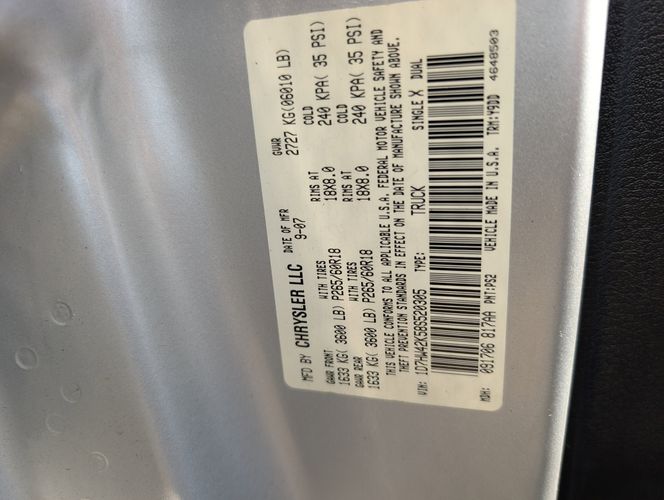 MFD BY CHRYSLER LLC DATE OF MFR 9-07 GVWR 2727 KG(06010 LB)
GAWR FRONT WITH TIRES RIMS AT COLD
1633 KG( 3600 LB) P265/60R18 18X8.0 240 KPA( 35 PSI)
GAWR REAR WITH TIRES RIMS AT COLD
1633 KG( 3600 LB) P265/60R18 18X8.0 240 KPA( 35 PSI)
THIS VEHICLE CONFORMS TO ALL APPLICABLE U.S.A. FEDERAL MOTOR VEHICLE SAFETY AND
THEFT PREVENTION STANDARDS IN EFFECT ON THE DATE OF MANUFACTURE SHOWN ABOVE.
VIN: 1D7HW42K58S520305 TYPE: TRUCK SINGLE X DUAL
MDH: 091706 817AA PNT:PS2 VEHICLE MADE IN U.S.A. TRM:Y9DD 4648503